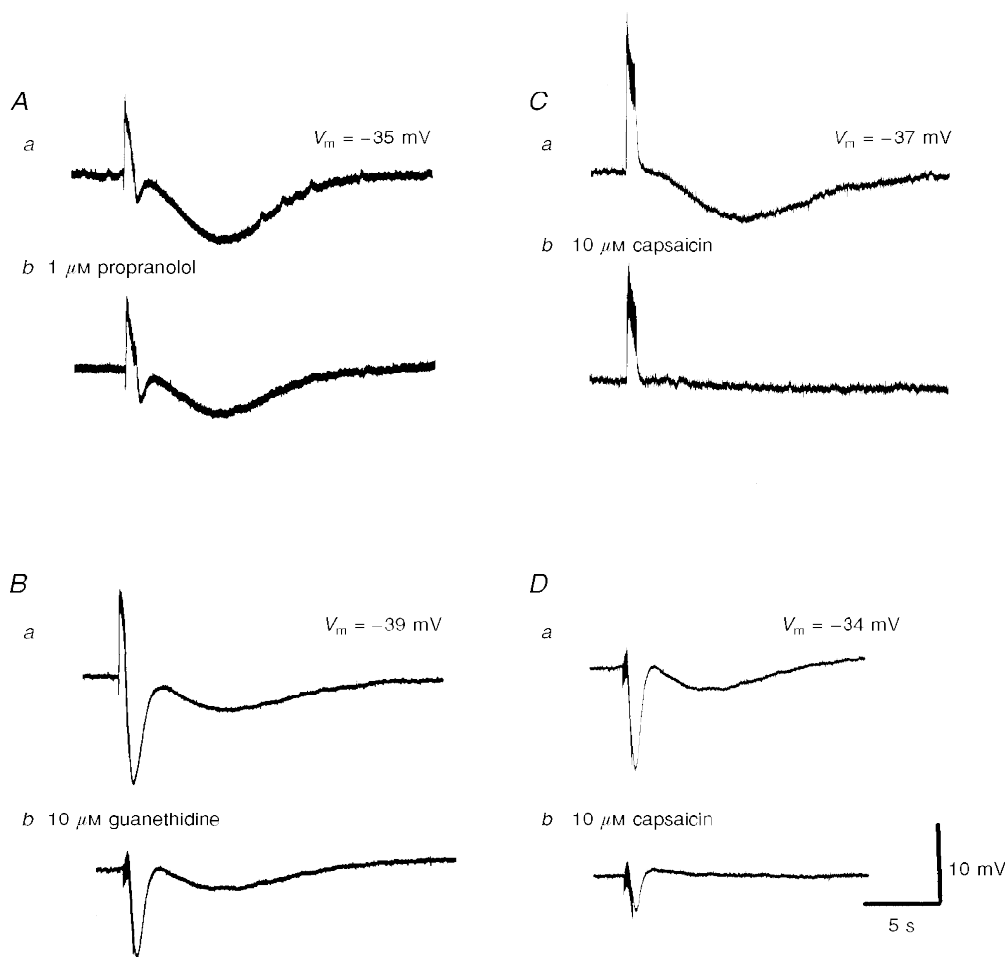 A
a
Vm = −35 mV
b 1 μM propranolol
C
a
Vm = −37 mV
b 10 μM capsaicin
B
a
Vm = −39 mV
b 10 μM guanethidine
D
a
Vm = −34 mV
b 10 μM capsaicin
10 mV
5 s